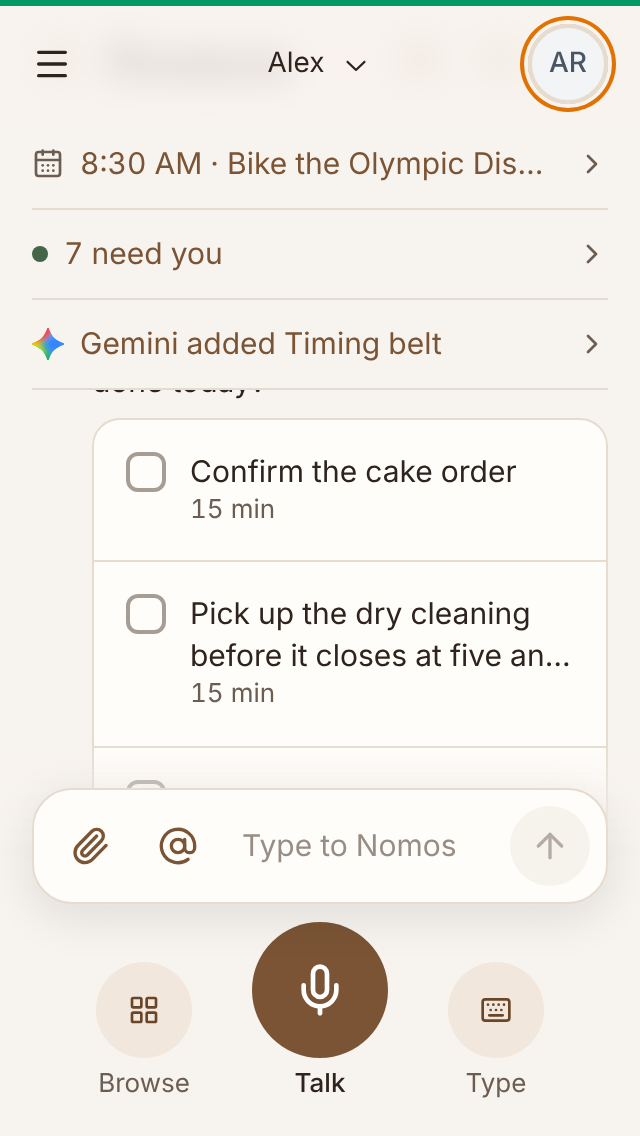 Alex
AR
8:30 AM · Bike the Olympic Dis...
7 need you
Gemini added Timing belt
done today?
Confirm the cake order
15 min
Pick up the dry cleaning
before it closes at five an...
15 min
Type to Nomos
Browse
Talk
Type